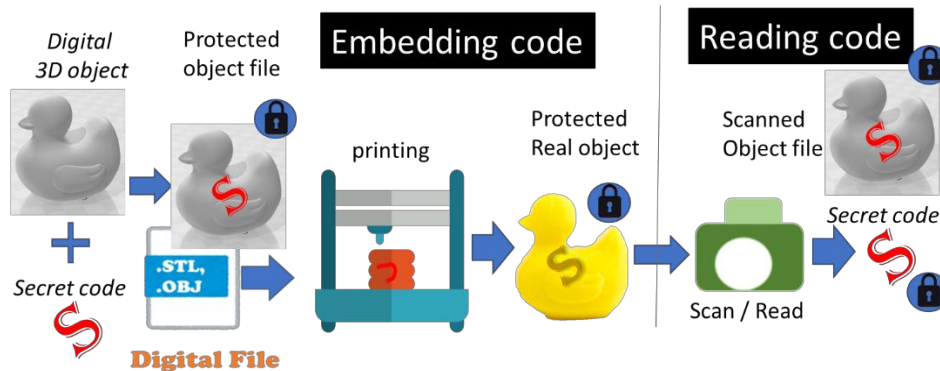 Digital
3D object
Protected
object file
Embedding code
Reading code
printing
Protected
Real object
Scanned
Object file
Secret code
S
S
.STL,
.OBJ
Digital File
S
Scan / Read
S
Secret code
S